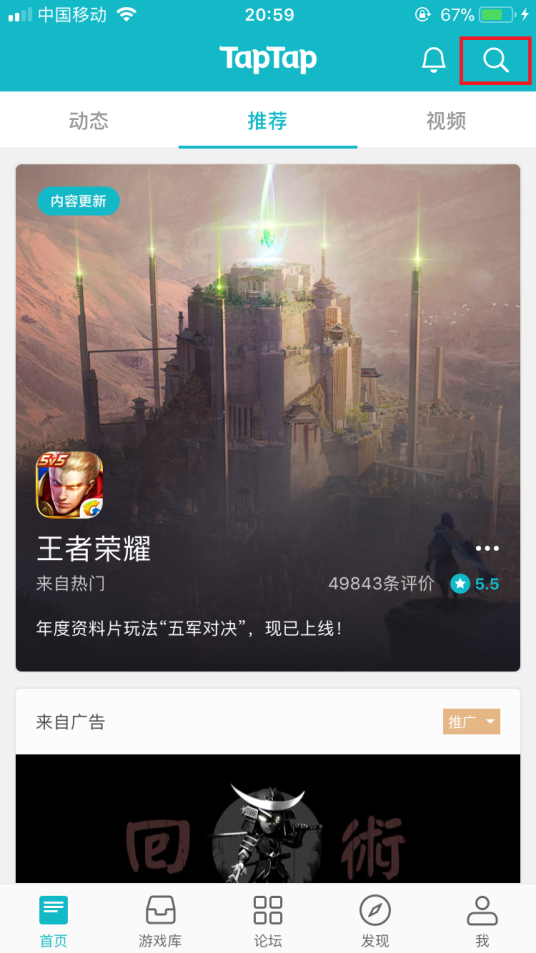 中国移动 20:59 67%
TapTap
动态 推荐 视频
内容更新
5v5
王者荣耀
来自热门 49843条评价 5.5
年度资料片玩法“五军对决”，现已上线！
来自广告 推广
回 術
首页 游戏库 论坛 发现 我